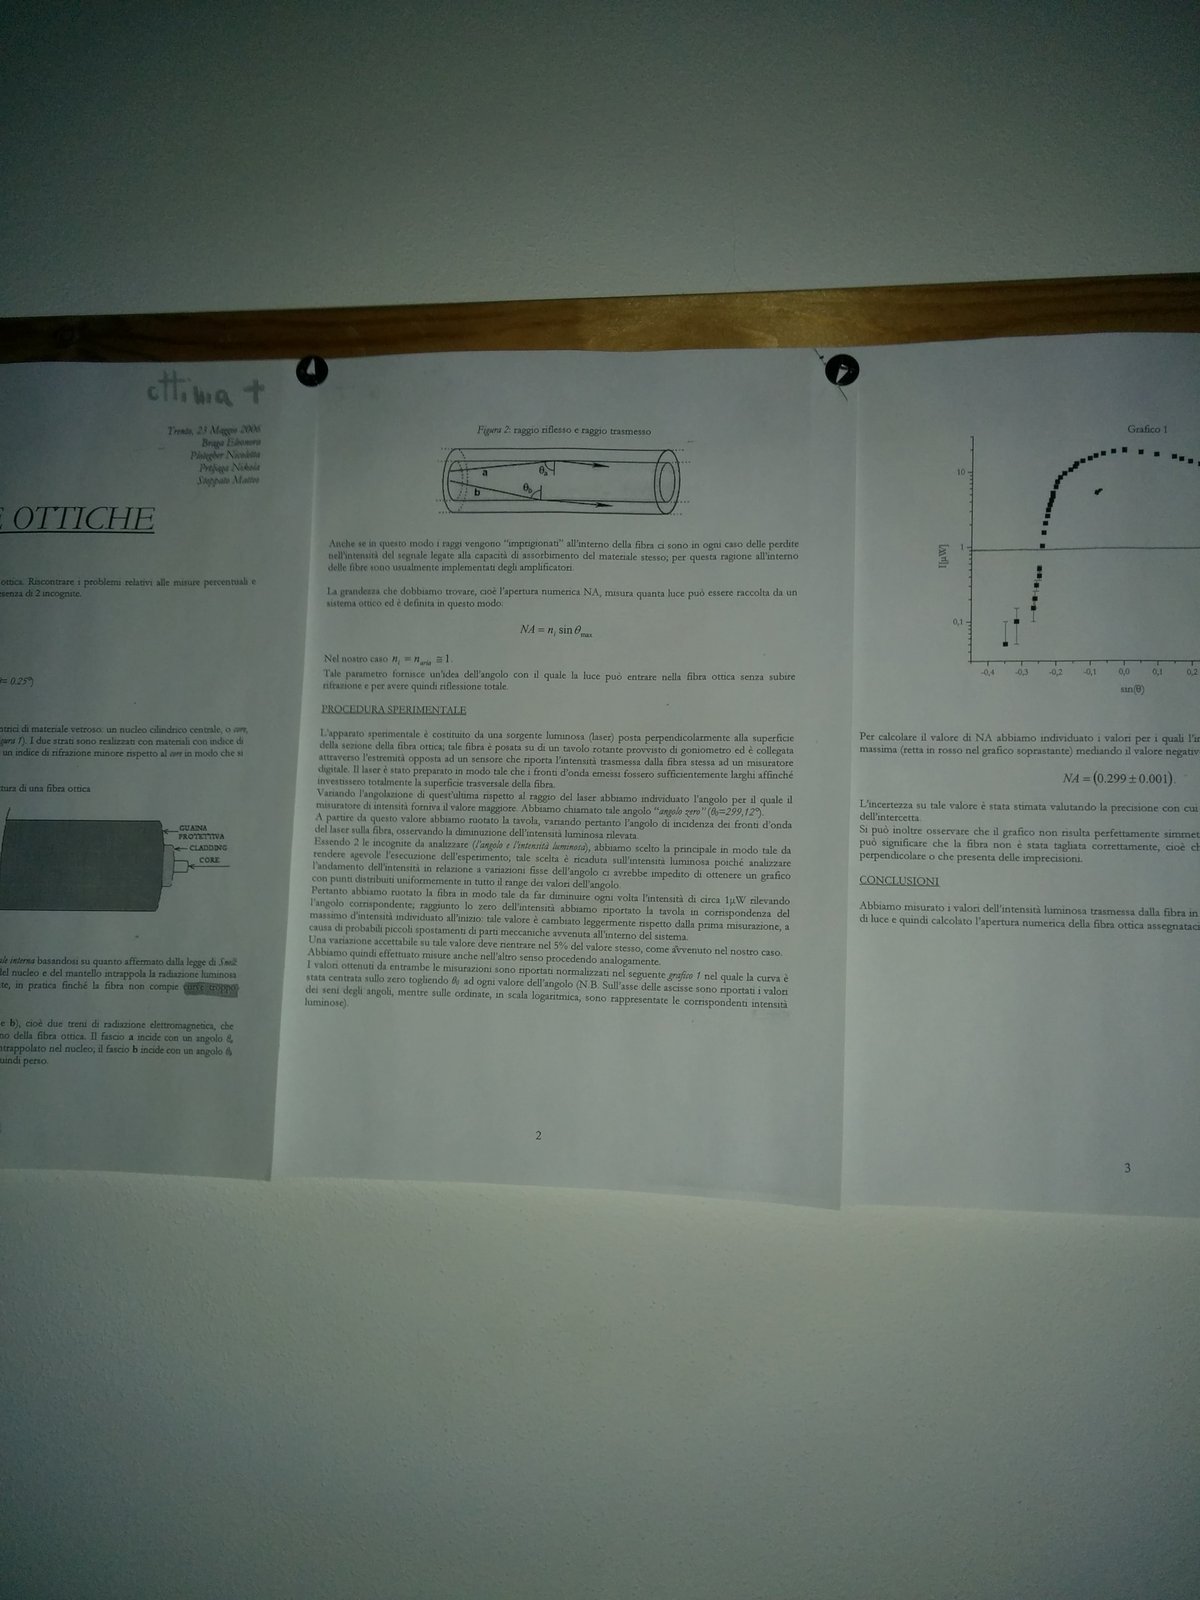 ottima +
Trento, 23 Maggio 2006
Braga Eleonora
Plotegher Nicoletta
Nikola
Stoppato Matteo
OTTICHE
ottica. Riscontrare i problemi relativi alle misure percentuali e
senza di 2 incognite.
= 0.25°)
di materiale vetroso: un nucleo cilindrico centrale, o core,
gura 1). I due strati sono realizzati con materiali con indice di
un indice di rifrazione minore rispetto al core in modo che si
tura di una fibra ottica
GUAINA
PROTETTIVA
CLADDING
CORE
ale interna basandosi su quanto affermato dalla legge di Snell
del nucleo e del mantello intrappola la radiazione luminosa
te, in pratica finché la fibra non compie curve troppo
e b), cioè due treni di radiazione elettromagnetica, che
no della fibra ottica. Il fascio a incide con un angolo θa
ntrappolato nel nucleo; il fascio b incide con un angolo θb
uindi perso.
Figura 2: raggio riflesso e raggio trasmesso
a
θa
b
θb
Anche se in questo modo i raggi vengono "imprigionati" all'interno della fibra ci sono in ogni caso delle perdite
nell'intensità del segnale legate alla capacità di assorbimento del materiale stesso; per questa ragione all'interno
delle fibre sono usualmente implementati degli amplificatori.
La grandezza che dobbiamo trovare, cioè l'apertura numerica NA, misura quanta luce può essere raccolta da un
sistema ottico ed è definita in questo modo:
NA = ni sin θmax
Nel nostro caso ni = naria ≅ 1.
Tale parametro fornisce un'idea dell'angolo con il quale la luce può entrare nella fibra ottica senza subire
rifrazione e per avere quindi riflessione totale.
PROCEDURA SPERIMENTALE
L'apparato sperimentale è costituito da una sorgente luminosa (laser) posta perpendicolarmente alla superficie
della sezione della fibra ottica; tale fibra è posata su di un tavolo rotante provvisto di goniometro ed è collegata
attraverso l'estremità opposta ad un sensore che riporta l'intensità trasmessa dalla fibra stessa ad un misuratore
digitale. Il laser è stato preparato in modo tale che i fronti d'onda emessi fossero sufficientemente larghi affinché
investissero totalmente la superficie trasversale della fibra.
Variando l'angolazione di quest'ultima rispetto al raggio del laser abbiamo individuato l'angolo per il quale il
misuratore di intensità forniva il valore maggiore. Abbiamo chiamato tale angolo "angolo zero" (θ0=299,12°).
A partire da questo valore abbiamo ruotato la tavola, variando pertanto l'angolo di incidenza dei fronti d'onda
del laser sulla fibra, osservando la diminuzione dell'intensità luminosa rilevata.
Essendo 2 le incognite da analizzare (l'angolo e l'intensità luminosa), abbiamo scelto la principale in modo tale da
rendere agevole l'esecuzione dell'esperimento; tale scelta è ricaduta sull'intensità luminosa poiché analizzare
l'andamento dell'intensità in relazione a variazioni fisse dell'angolo ci avrebbe impedito di ottenere un grafico
con punti distribuiti uniformemente in tutto il range dei valori dell'angolo.
Pertanto abbiamo ruotato la fibra in modo tale da far diminuire ogni volta l'intensità di circa 1μW rilevando
l'angolo corrispondente; raggiunto lo zero dell'intensità abbiamo riportato la tavola in corrispondenza del
massimo d'intensità individuato all'inizio: tale valore è cambiato leggermente rispetto dalla prima misurazione, a
causa di probabili piccoli spostamenti di parti meccaniche avvenuta all'interno del sistema.
Una variazione accettabile su tale valore deve rientrare nel 5% del valore stesso, come avvenuto nel nostro caso.
Abbiamo quindi effettuato misure anche nell'altro senso procedendo analogamente.
I valori ottenuti da entrambe le misurazioni sono riportati normalizzati nel seguente grafico 1 nel quale la curva è
stata centrata sullo zero togliendo θ0 ad ogni valore dell'angolo (N.B. Sull'asse delle ascisse sono riportati i valori
dei seni degli angoli, mentre sulle ordinate, in scala logaritmica, sono rappresentate le corrispondenti intensità
luminose).
2
Grafico 1
10
1
0,1
I[μW]
-0,4 -0,3 -0,2 -0,1 0,0 0,1 0,2
sin(θ)
Per calcolare il valore di NA abbiamo individuato i valori per i quali l'in
massima (retta in rosso nel grafico soprastante) mediando il valore negativ
NA = (0.299 ± 0.001).
L'incertezza su tale valore è stata stimata valutando la precisione con cui
dell'intercetta.
Si può inoltre osservare che il grafico non risulta perfettamente simmet
può significare che la fibra non è stata tagliata correttamente, cioè ch
perpendicolare o che presenta delle imprecisioni.
CONCLUSIONI
Abbiamo misurato i valori dell'intensità luminosa trasmessa dalla fibra in
di luce e quindi calcolato l'apertura numerica della fibra ottica assegnataci
3